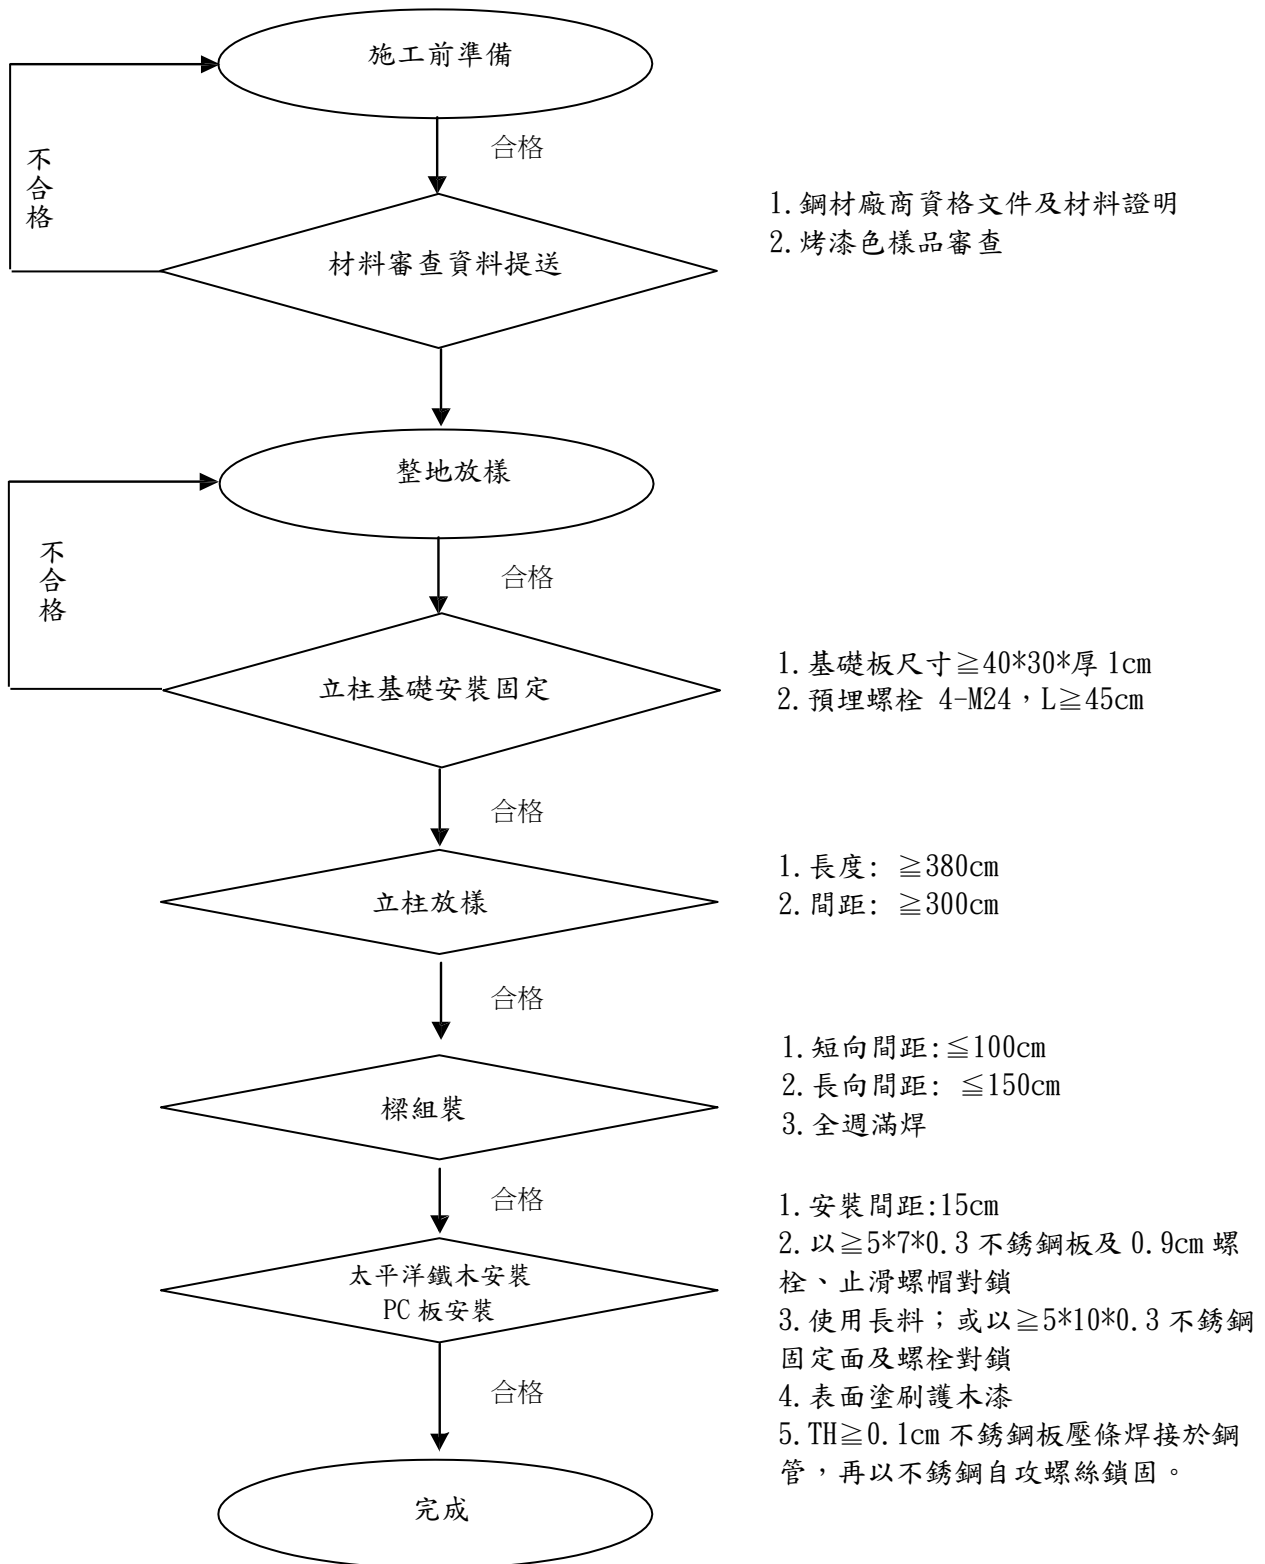 施工前準備
合格
不合格
1.鋼材廠商資格文件及材料證明
2.烤漆色樣品審查
材料審查資料提送
整地放樣
合格
不合格
1.基礎板尺寸≧40*30*厚1cm
2.預埋螺栓 4-M24，L≧45cm
立柱基礎安裝固定
合格
1.長度: ≧380cm
2.間距: ≧300cm
立柱放樣
合格
1.短向間距:≦100cm
2.長向間距: ≦150cm
3.全週滿焊
樑組裝
合格
1.安裝間距:15cm
2.以≧5*7*0.3不銹鋼板及0.9cm螺
栓、止滑螺帽對鎖
3.使用長料；或以≧5*10*0.3不銹鋼
固定面及螺栓對鎖
4.表面塗刷護木漆
5.TH≧0.1cm不銹鋼板壓條焊接於鋼
管，再以不銹鋼自攻螺絲鎖固。
太平洋鐵木安裝
PC板安裝
合格
完成